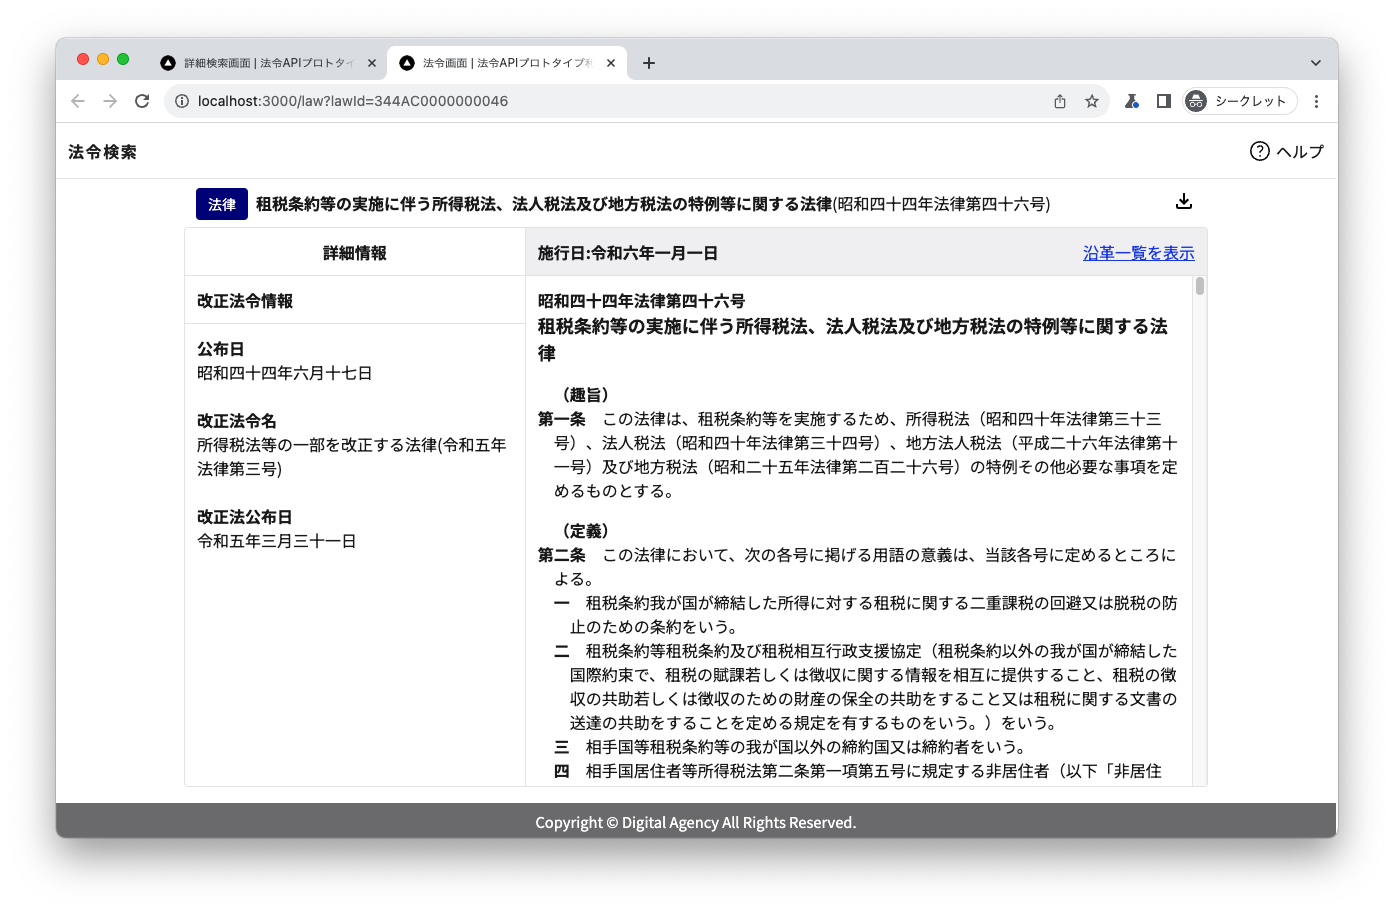 詳細検索画面 | 法令APIプロトタイ
法令画面 | 法令APIプロトタイプ
localhost:3000/law?lawId=344AC0000000046
シークレット
法令検索
ヘルプ
法律 租税条約等の実施に伴う所得税法、法人税法及び地方税法の特例等に関する法律(昭和四十四年法律第四十六号)
詳細情報
改正法令情報
公布日
昭和四十四年六月十七日
改正法令名
所得税法等の一部を改正する法律(令和五年
法律第三号)
改正法公布日
令和五年三月三十一日
施行日:令和六年一月一日
沿革一覧を表示
昭和四十四年法律第四十六号
租税条約等の実施に伴う所得税法、法人税法及び地方税法の特例等に関する法
律
（趣旨）
第一条　この法律は、租税条約等を実施するため、所得税法（昭和四十年法律第三十三
号）、法人税法（昭和四十年法律第三十四号）、地方法人税法（平成二十六年法律第十
一号）及び地方税法（昭和二十五年法律第二百二十六号）の特例その他必要な事項を定
めるものとする。
（定義）
第二条　この法律において、次の各号に掲げる用語の意義は、当該各号に定めるところに
よる。
一　租税条約我が国が締結した所得に対する租税に関する二重課税の回避又は脱税の防
止のための条約をいう。
二　租税条約等租税条約及び租税相互行政支援協定（租税条約以外の我が国が締結した
国際約束で、租税の賦課若しくは徴収に関する情報を相互に提供すること、租税の徴
収の共助若しくは徴収のための財産の保全の共助をすること又は租税に関する文書の
送達の共助をすることを定める規定を有するものをいう。）をいう。
三　相手国等租税条約等の我が国以外の締約国又は締約者をいう。
四　相手国居住者等所得税法第二条第一項第五号に規定する非居住者（以下「非居住
Copyright © Digital Agency All Rights Reserved.